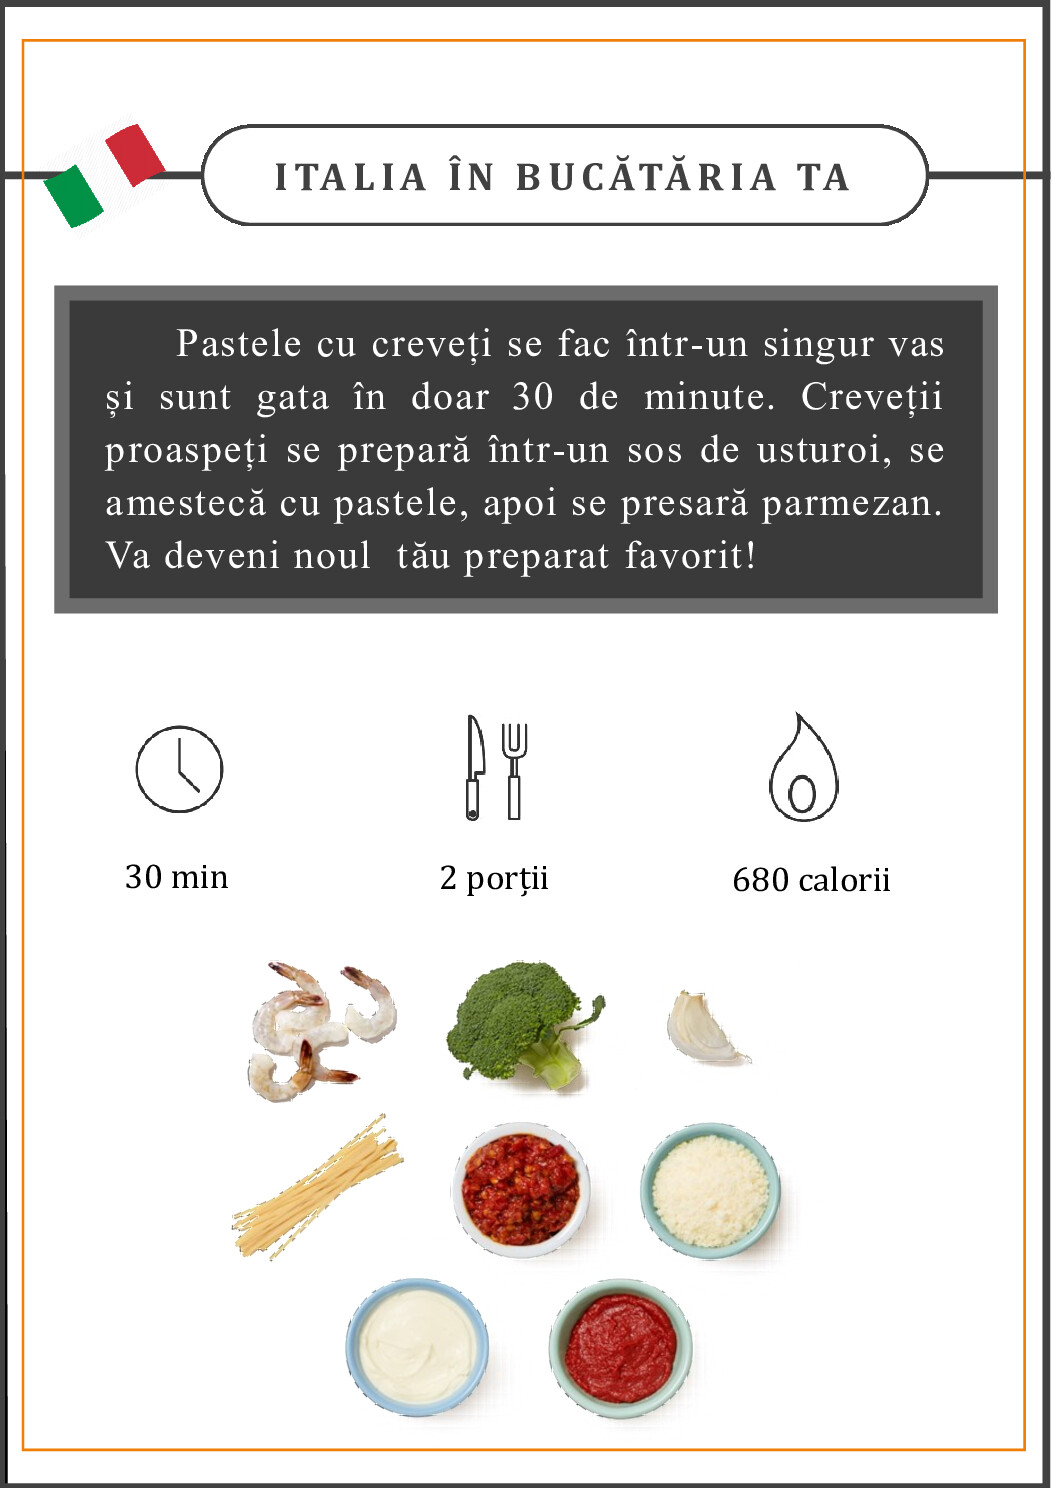 ITALIA ÎN BUCĂTĂRIA TA
Pastele cu creveți se fac într-un singur vas
și sunt gata în doar 30 de minute. Creveții
proaspeți se prepară într-un sos de usturoi, se
amestecă cu pastele, apoi se presară parmezan.
Va deveni noul tău preparat favorit!
30 min
2 porții
680 calorii